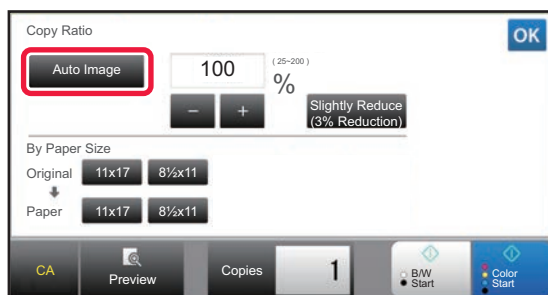 Copy Ratio
OK
Auto Image
100
( 25~200 )
%
− +
Slightly Reduce
(3% Reduction)
By Paper Size
Original 11x17 8½x11
Paper 11x17 8½x11
CA
Preview
Copies
1
B/W
Start
Color
Start